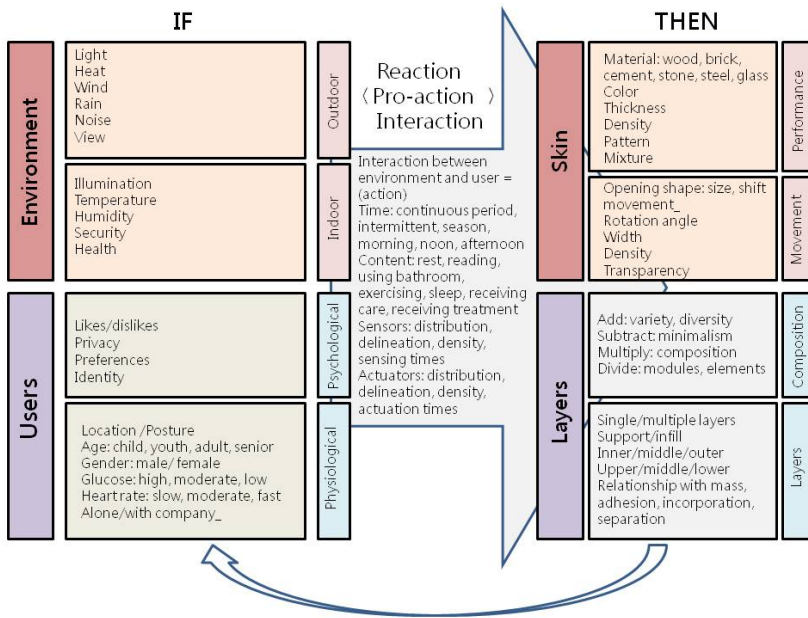 IF
THEN
Environment
Light
Heat
Wind
Rain
Noise
View
Outdoor
Illumination
Temperature
Humidity
Security
Health
Indoor
Users
Likes/dislikes
Privacy
Preferences
Identity
Psychological
Location /Posture
Age: child, youth, adult, senior
Gender: male/ female
Glucose: high, moderate, low
Heart rate: slow, moderate, fast
Alone/with company_
Physiological
Reaction
〈Pro-action 〉
Interaction
Interaction between
environment and user =
(action)
Time: continuous period,
intermittent, season,
morning, noon, afternoon
Content: rest, reading,
using bathroom,
exercising, sleep, receiving
care, receiving treatment
Sensors: distribution,
delineation, density,
sensing times
Actuators: distribution,
delineation, density,
actuation times
Skin
Material: wood, brick,
cement, stone, steel, glass
Color
Thickness
Density
Pattern
Mixture
Performance
Opening shape: size, shift
movement_
Rotation angle
Width
Density
Transparency
Movement
Layers
Add: variety, diversity
Subtract: minimalism
Multiply: composition
Divide: modules, elements
Composition
Single/multiple layers
Support/infill
Inner/middle/outer
Upper/middle/lower
Relationship with mass,
adhesion, incorporation,
separation
Layers